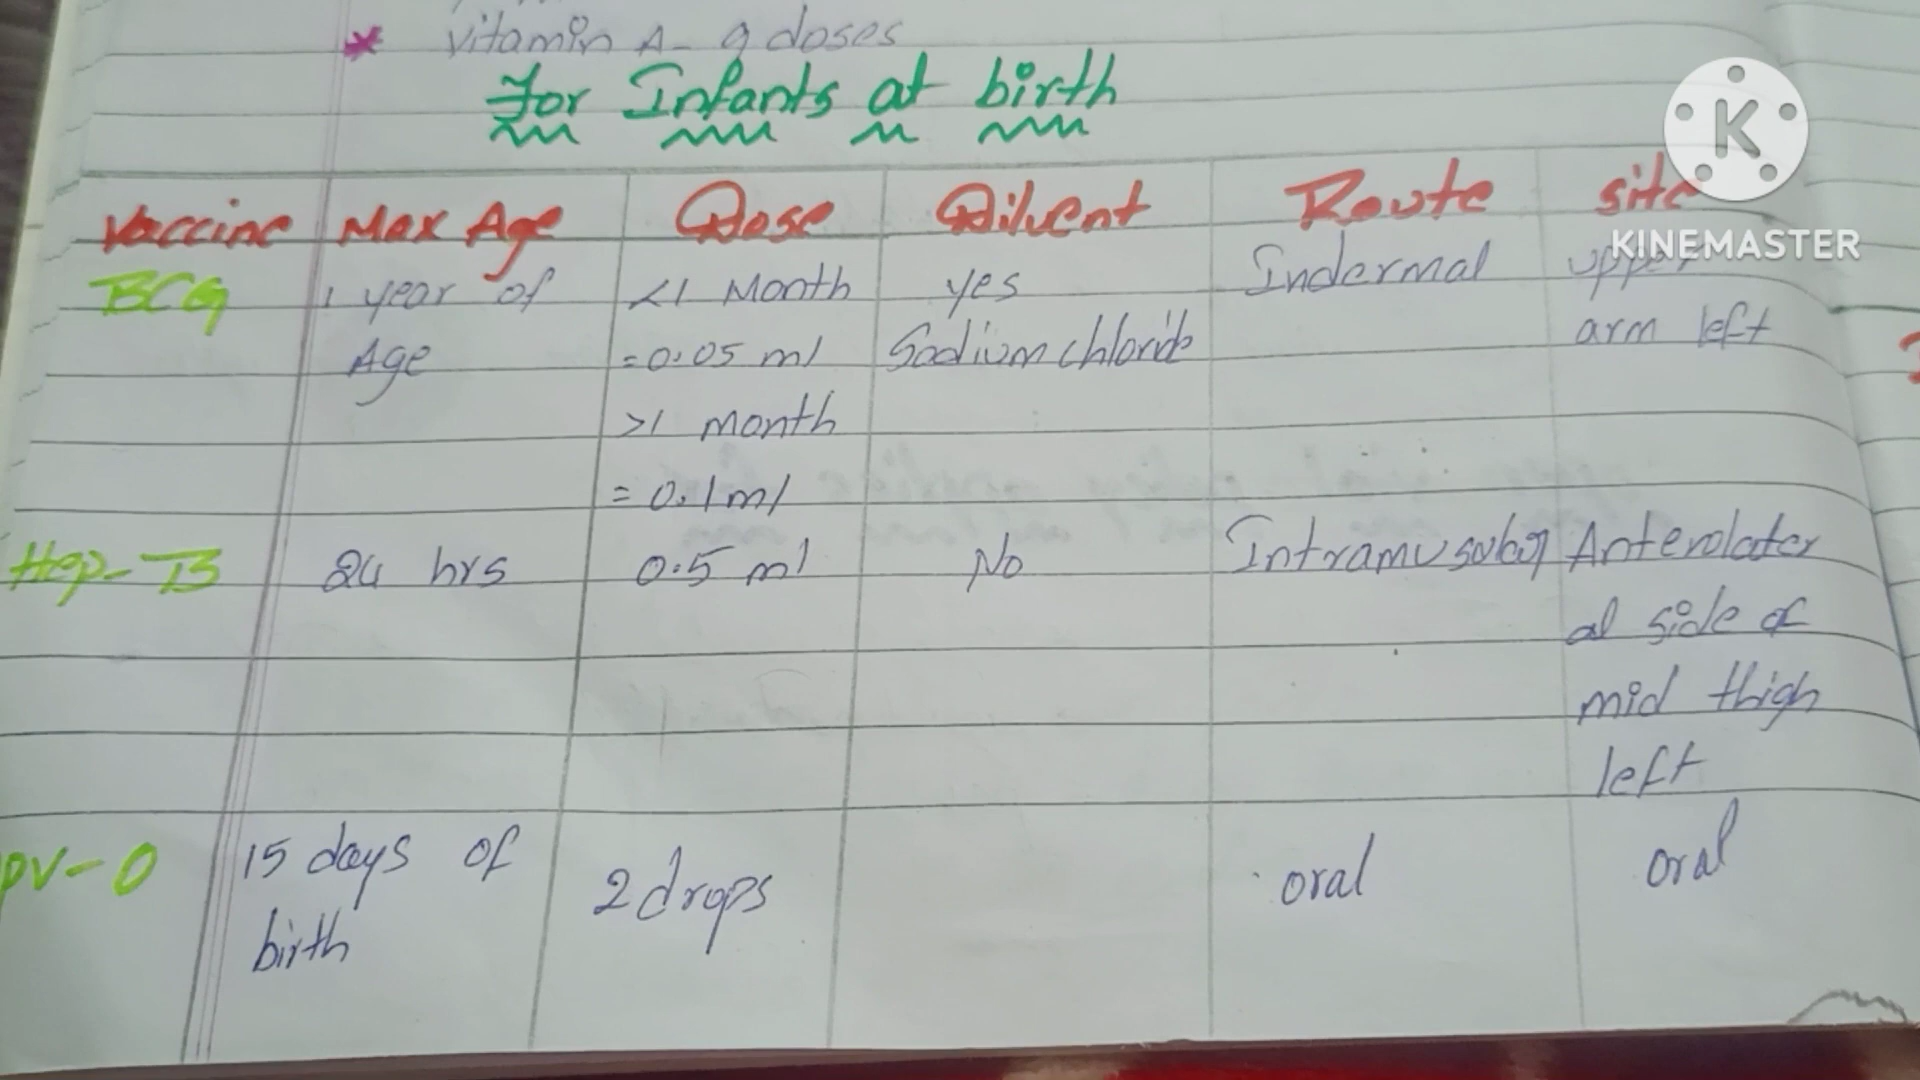 * vitamin A - 9 doses
For Infants at birth
Vaccine Max Age Dose Diluent Route site
KINEMASTER
BCG 1 year of <1 Month yes Indermal upper
Age =0.05 ml Sodium chloride arm left
>1 month
= 0.1ml
Hep-B 24 hrs 0.5 ml No Anterolater
al side of
mid thigh
left
PV-0 15 days of 2 drops oral oral
birth